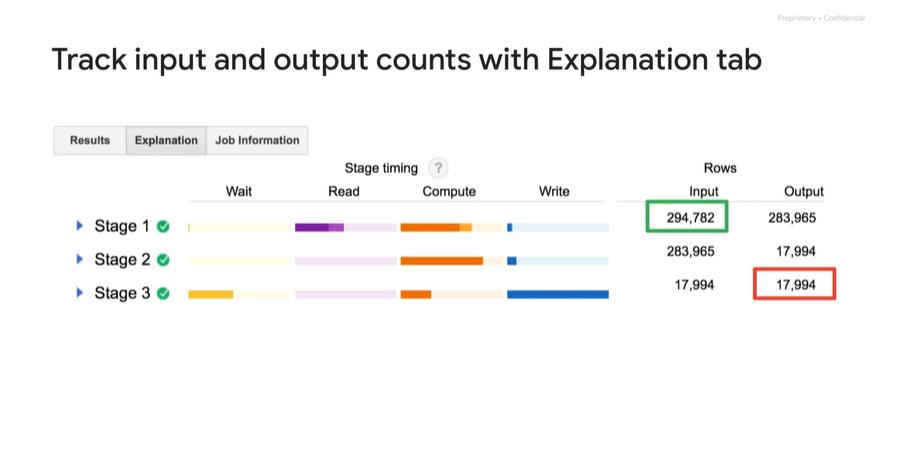 Proprietary + Confidential
Track input and output counts with Explanation tab
Results Explanation Job Information
Stage timing ? Rows
Wait Read Compute Write Input Output
Stage 1 294,782 283,965
Stage 2 283,965 17,994
Stage 3 17,994 17,994